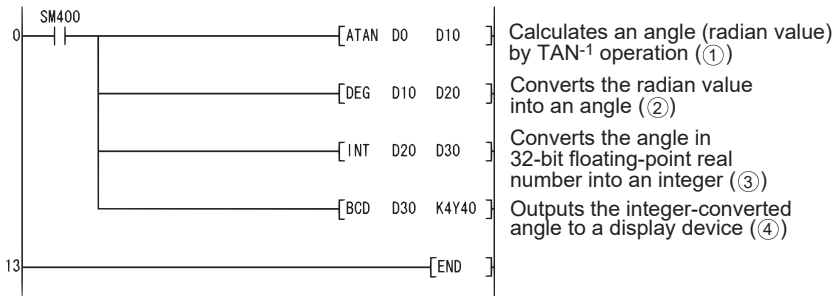 SM400
0 [ATAN D0 D10 ] Calculates an angle (radian value)
by TAN-1 operation (①)
[DEG D10 D20 ] Converts the radian value
into an angle (②)
[INT D20 D30 ] Converts the angle in
32-bit floating-point real
number into an integer (③)
[BCD D30 K4Y40 ] Outputs the integer-converted
angle to a display device (④)
13 [END ]